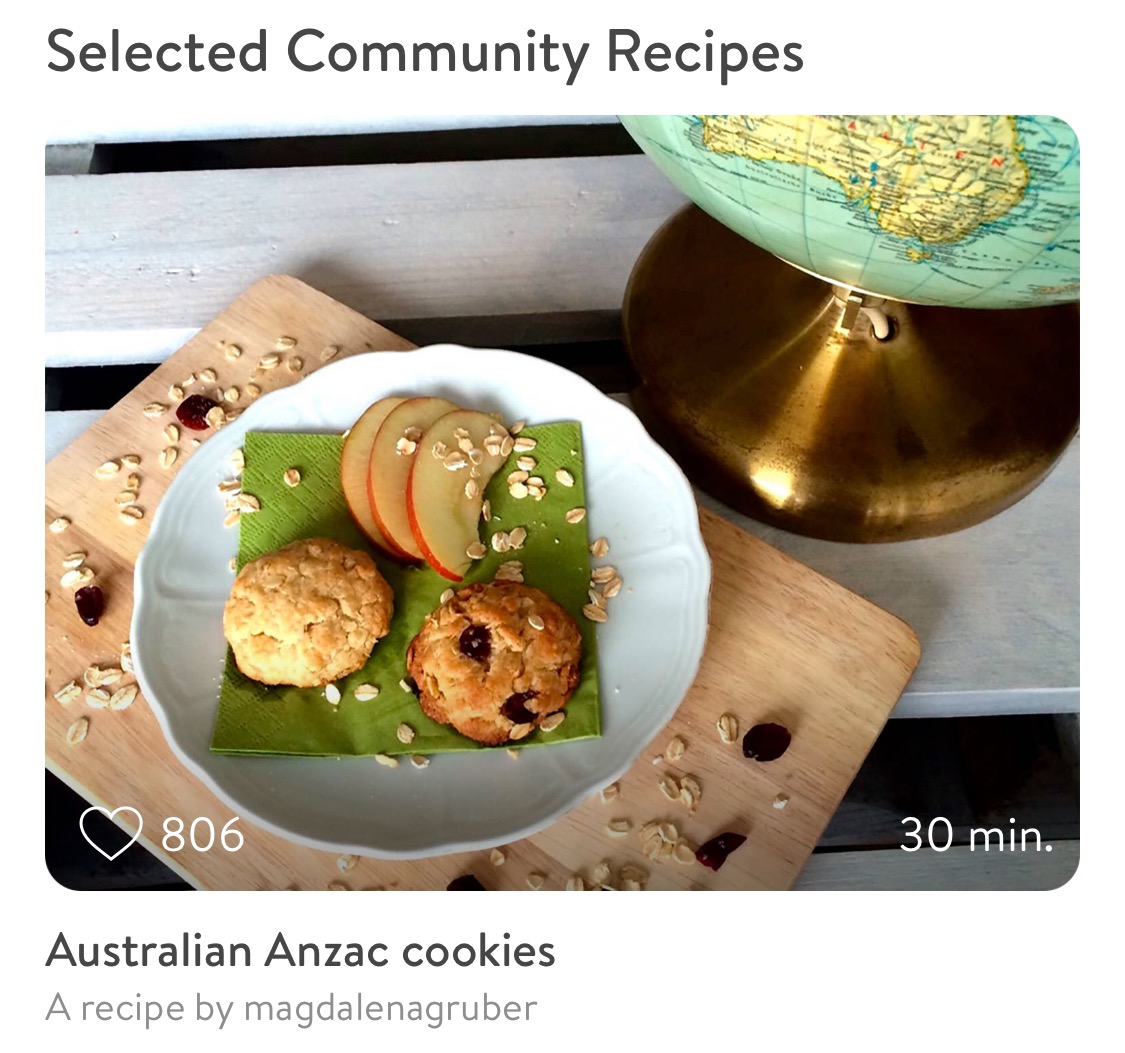 Selected Community Recipes
806
30 min.
Australian Anzac cookies
A recipe by magdalenagruber